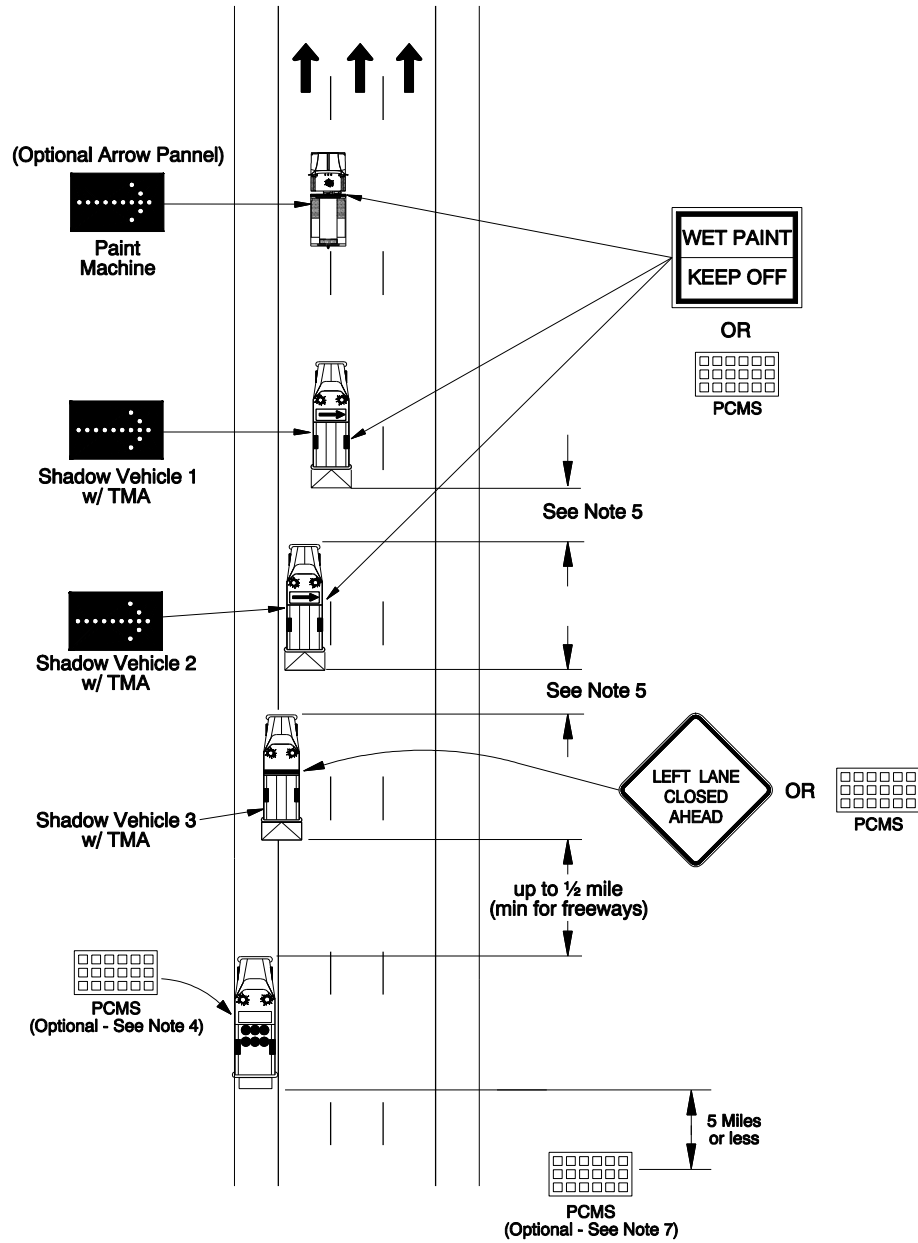 (Optional Arrow Pannel)
Paint
Machine
WET PAINT
KEEP OFF
OR
PCMS
Shadow Vehicle 1
w/ TMA
See Note 5
Shadow Vehicle 2
w/ TMA
See Note 5
LEFT LANE
CLOSED
AHEAD
OR
PCMS
Shadow Vehicle 3
w/ TMA
up to ½ mile
(min for freeways)
PCMS
(Optional - See Note 4)
5 Miles
or less
PCMS
(Optional - See Note 7)